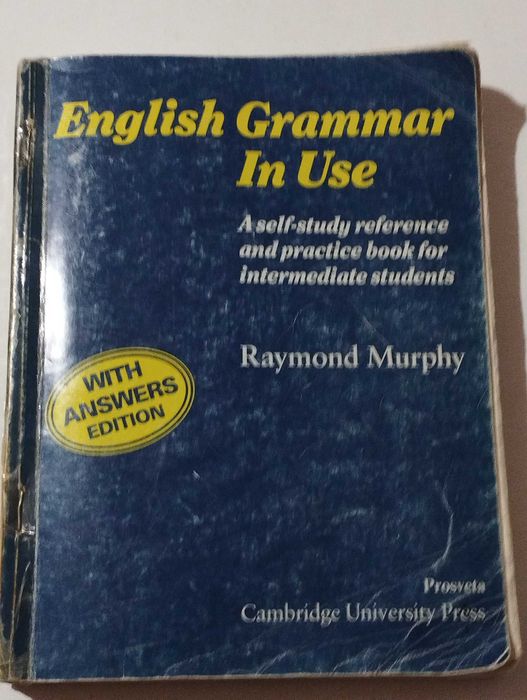 English Grammar
In Use
A self-study reference
and practice book for
intermediate students
Raymond Murphy
WITH
ANSWERS
EDITION
Prosveta
Cambridge University Press